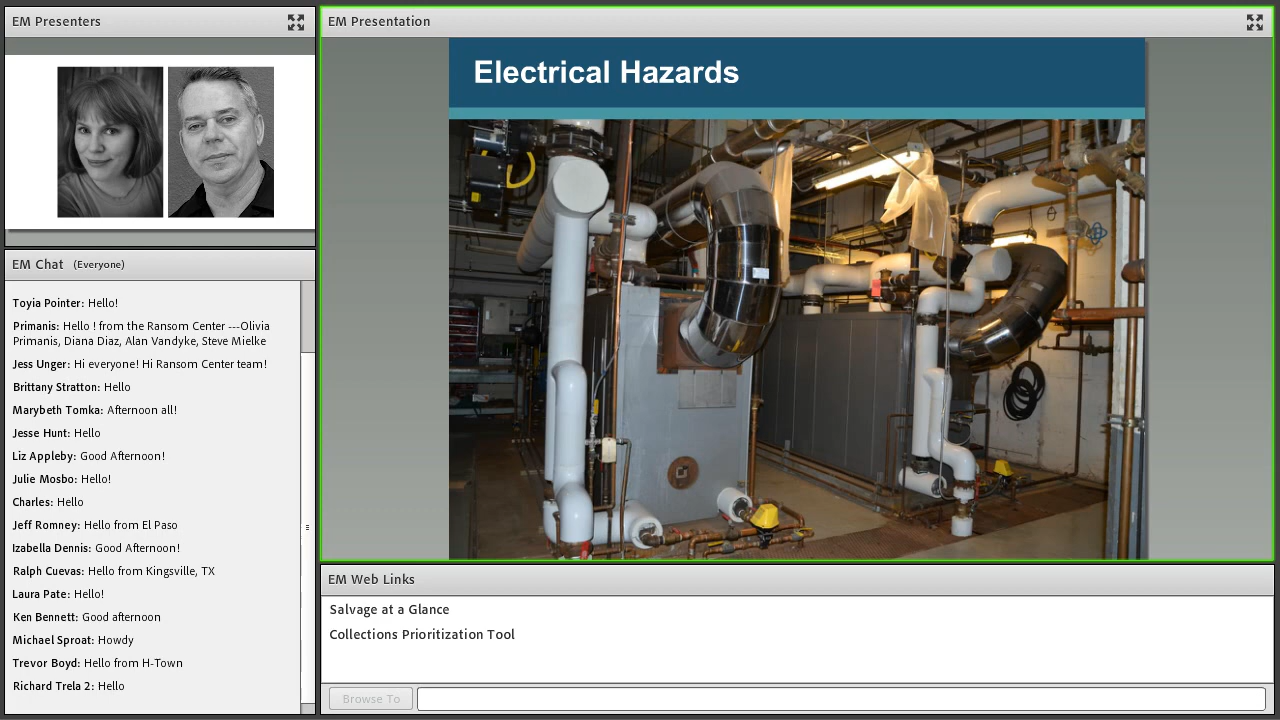 EM Presenters
EM Presentation
Electrical Hazards
EM Chat (Everyone)
Toyia Pointer: Hello!
Primanis: Hello ! from the Ransom Center ---Olivia
Primanis, Diana Diaz, Alan Vandyke, Steve Mielke
Jess Unger: Hi everyone! Hi Ransom Center team!
Brittany Stratton: Hello
Marybeth Tomka: Afternoon all!
Jesse Hunt: Hello
Liz Appleby: Good Afternoon!
Julie Mosbo: Hello!
Charles: Hello
Jeff Romney: Hello from El Paso
Izabella Dennis: Good Afternoon!
Ralph Cuevas: Hello from Kingsville, TX
Laura Pate: Hello!
Ken Bennett: Good afternoon
Michael Sproat: Howdy
Trevor Boyd: Hello from H-Town
Richard Trela 2: Hello
EM Web Links
Salvage at a Glance
Collections Prioritization Tool
Browse To